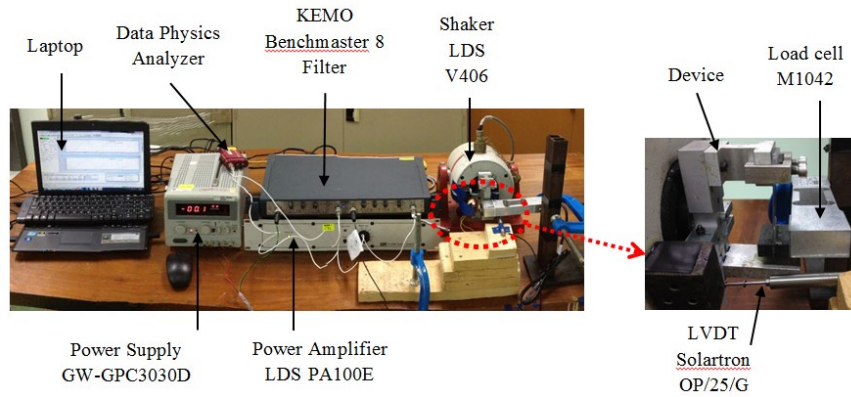 Laptop
Data Physics
Analyzer
KEMO
Benchmaster 8
Filter
Shaker
LDS
V406
Device
Load cell
M1042
-001
Power Supply
GW-GPC3030D
Power Amplifier
LDS PA100E
LVDT
Solartron
OP/25/G